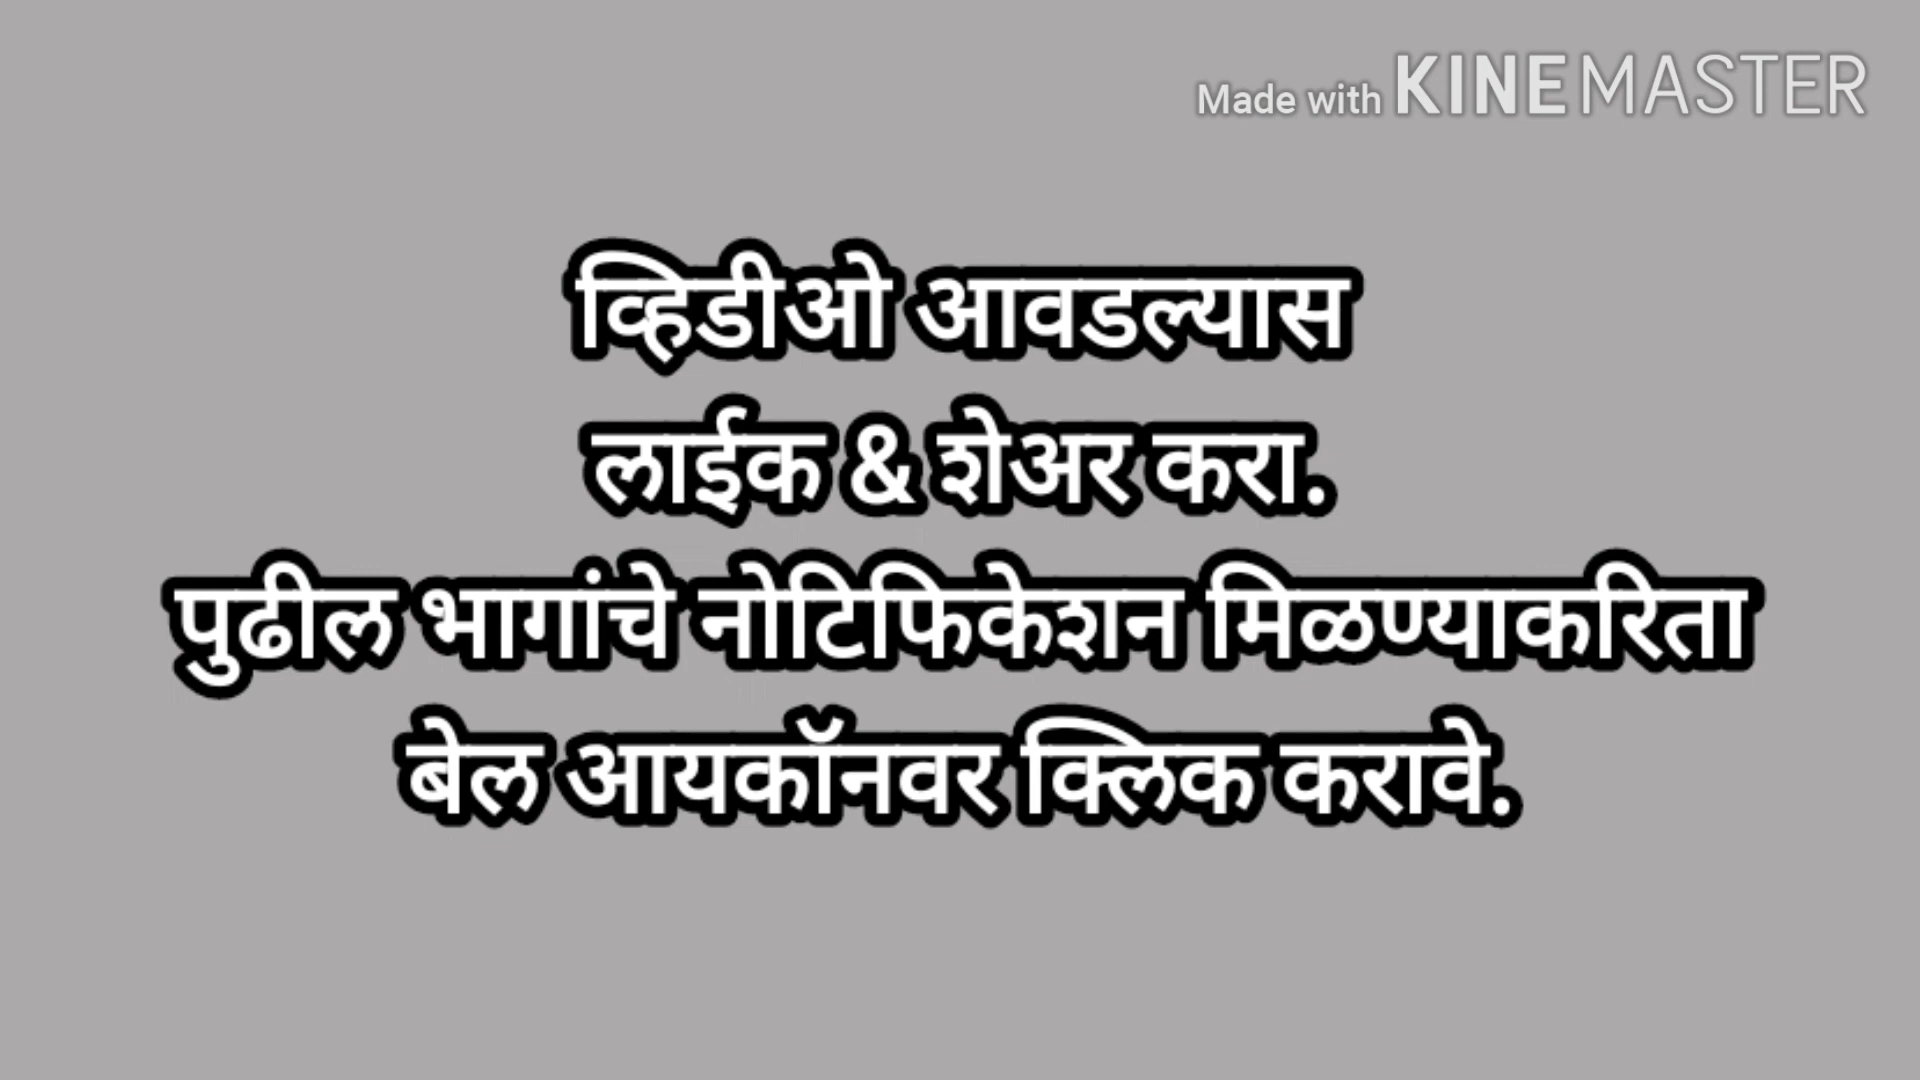 Made with KINEMASTER
व्हिडीओ आवडल्यास
लाईक & शेअर करा.
पुढील भागांचे नोटिफिकेशन मिळण्याकरिता
बेल आयकॉनवर क्लिक करावे.